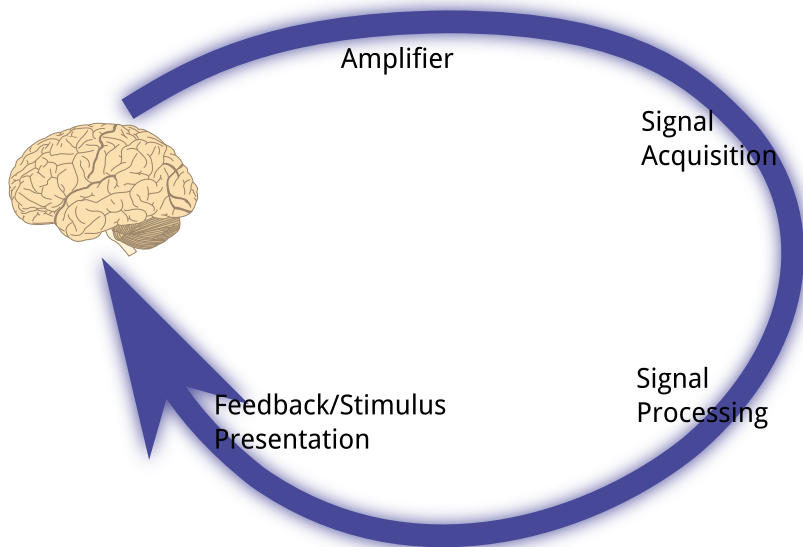 Amplifier
Signal
Acquisition
Signal
Processing
Feedback/Stimulus
Presentation